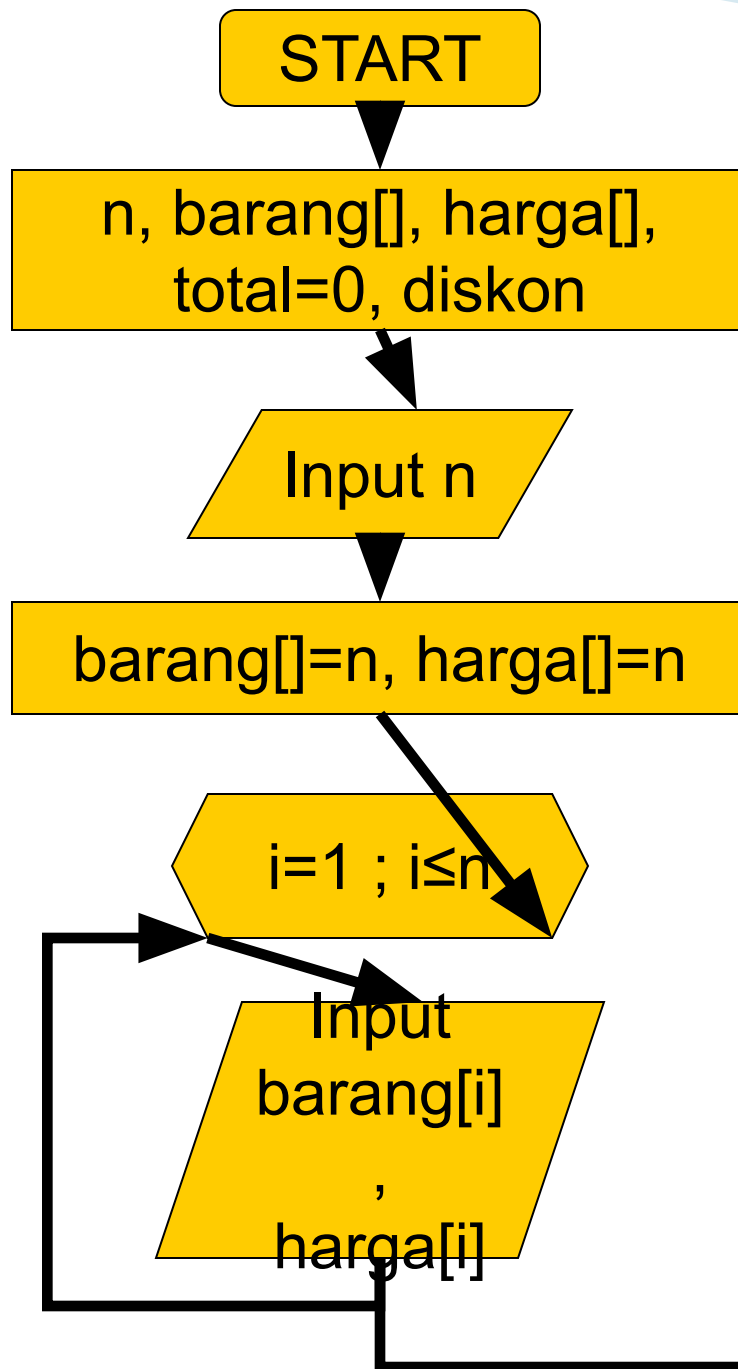 START
n, barang[], harga[],
total=0, diskon
Input n
barang[]=n, harga[]=n
i=1 ; i≤n
Input
barang[i]
,
harga[i]